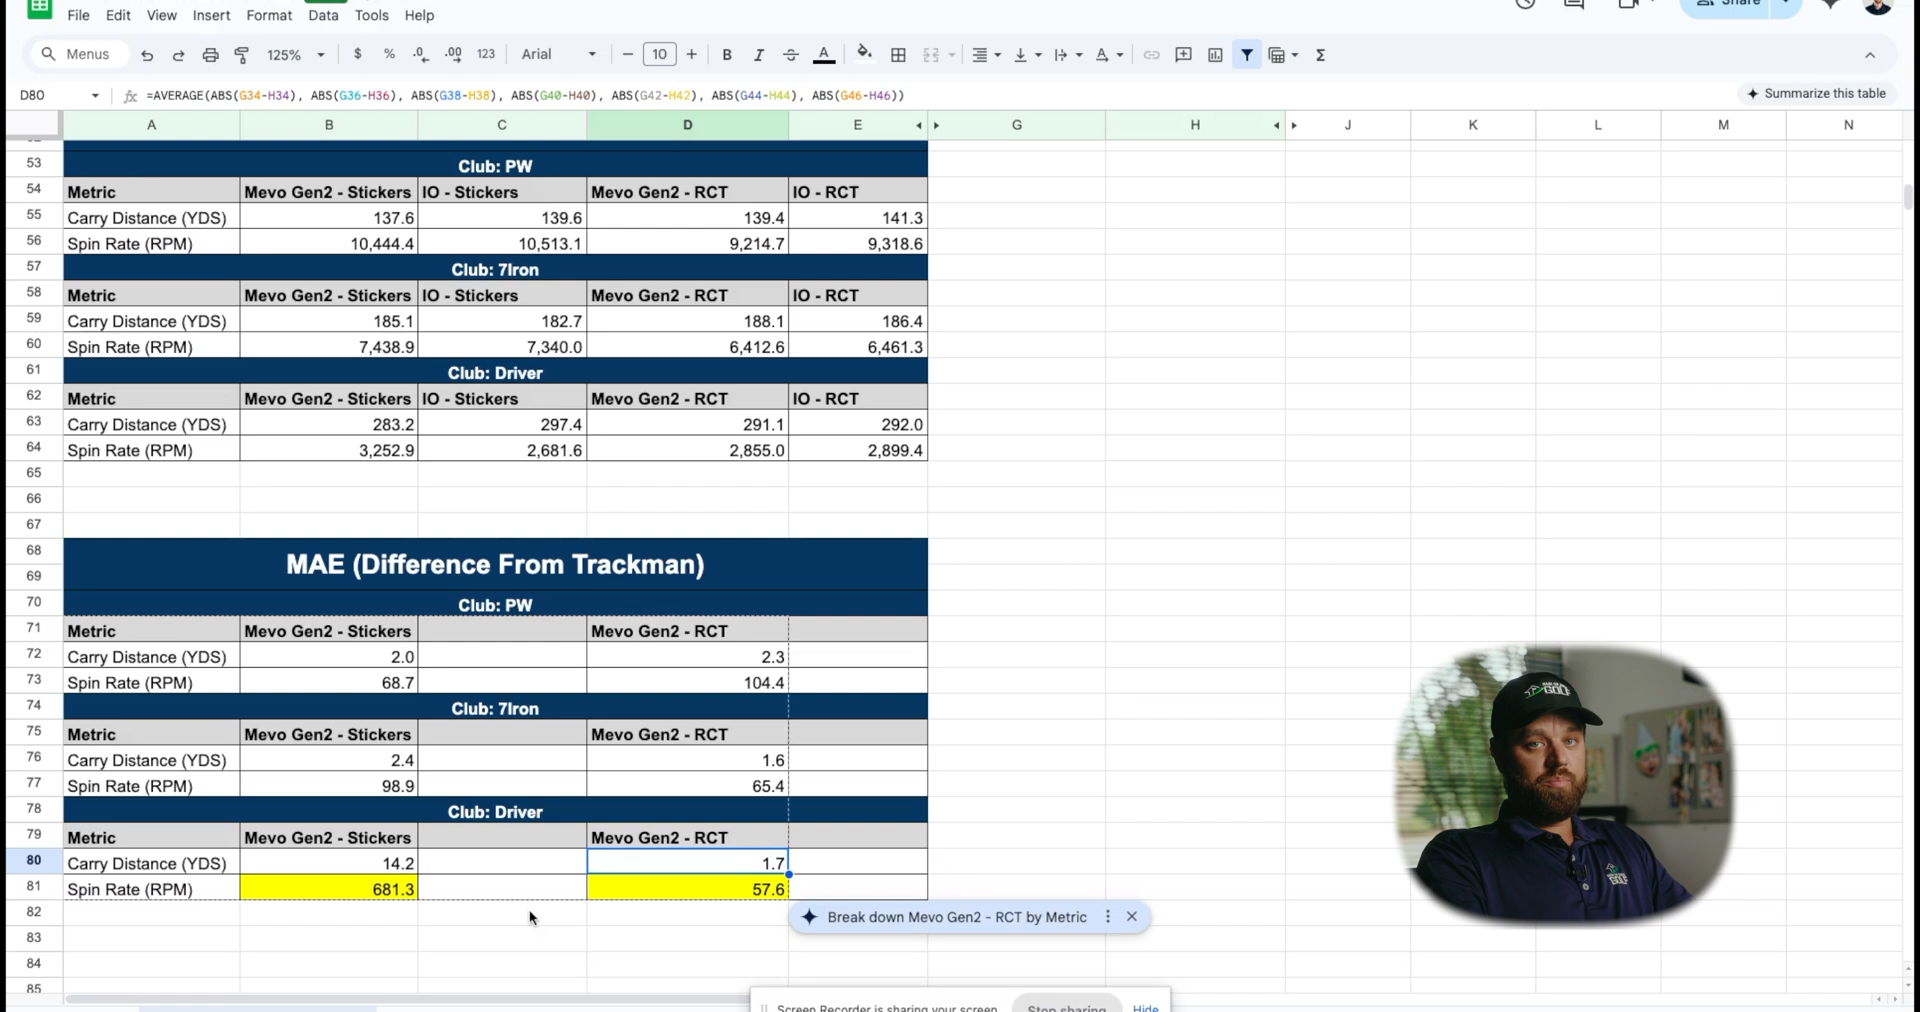 File Edit View Insert Format Data Tools Help
Share
Menus 125% $ % .0 .00 123 Arial − 10 + B I A Σ
D80 fx =AVERAGE(ABS(G34-H34), ABS(G36-H36), ABS(G38-H38), ABS(G40-H40), ABS(G42-H42), ABS(G44-H44), ABS(G46-H46)) Summarize this table
A B C D E G H J K L M N
53 Club: PW
54 Metric Mevo Gen2 - Stickers IO - Stickers Mevo Gen2 - RCT IO - RCT
55 Carry Distance (YDS) 137.6 139.6 139.4 141.3
56 Spin Rate (RPM) 10,444.4 10,513.1 9,214.7 9,318.6
57 Club: 7Iron
58 Metric Mevo Gen2 - Stickers IO - Stickers Mevo Gen2 - RCT IO - RCT
59 Carry Distance (YDS) 185.1 182.7 188.1 186.4
60 Spin Rate (RPM) 7,438.9 7,340.0 6,412.6 6,461.3
61 Club: Driver
62 Metric Mevo Gen2 - Stickers IO - Stickers Mevo Gen2 - RCT IO - RCT
63 Carry Distance (YDS) 283.2 297.4 291.1 292.0
64 Spin Rate (RPM) 3,252.9 2,681.6 2,855.0 2,899.4
65
66
67
68
MAE (Difference From Trackman)
69
70 Club: PW
71 Metric Mevo Gen2 - Stickers Mevo Gen2 - RCT
72 Carry Distance (YDS) 2.0 2.3
73 Spin Rate (RPM) 68.7 104.4
74 Club: 7Iron
75 Metric Mevo Gen2 - Stickers Mevo Gen2 - RCT
76 Carry Distance (YDS) 2.4 1.6
77 Spin Rate (RPM) 98.9 65.4
78 Club: Driver
79 Metric Mevo Gen2 - Stickers Mevo Gen2 - RCT
80 Carry Distance (YDS) 14.2 1.7
81 Spin Rate (RPM) 681.3 57.6
82 Break down Mevo Gen2 - RCT by Metric
83
84
85
Screen Recorder is sharing your screen. Stop sharing Hide
GOLF